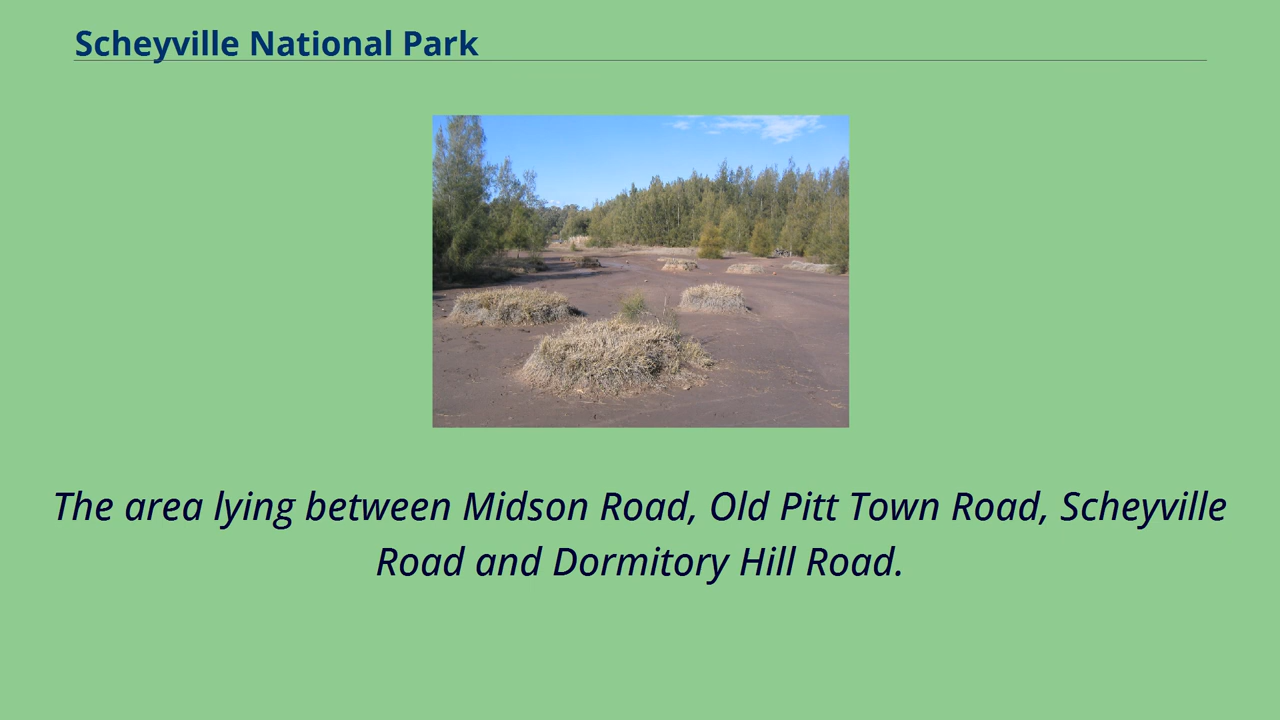 Scheyville National Park
The area lying between Midson Road, Old Pitt Town Road, Scheyville
Road and Dormitory Hill Road.